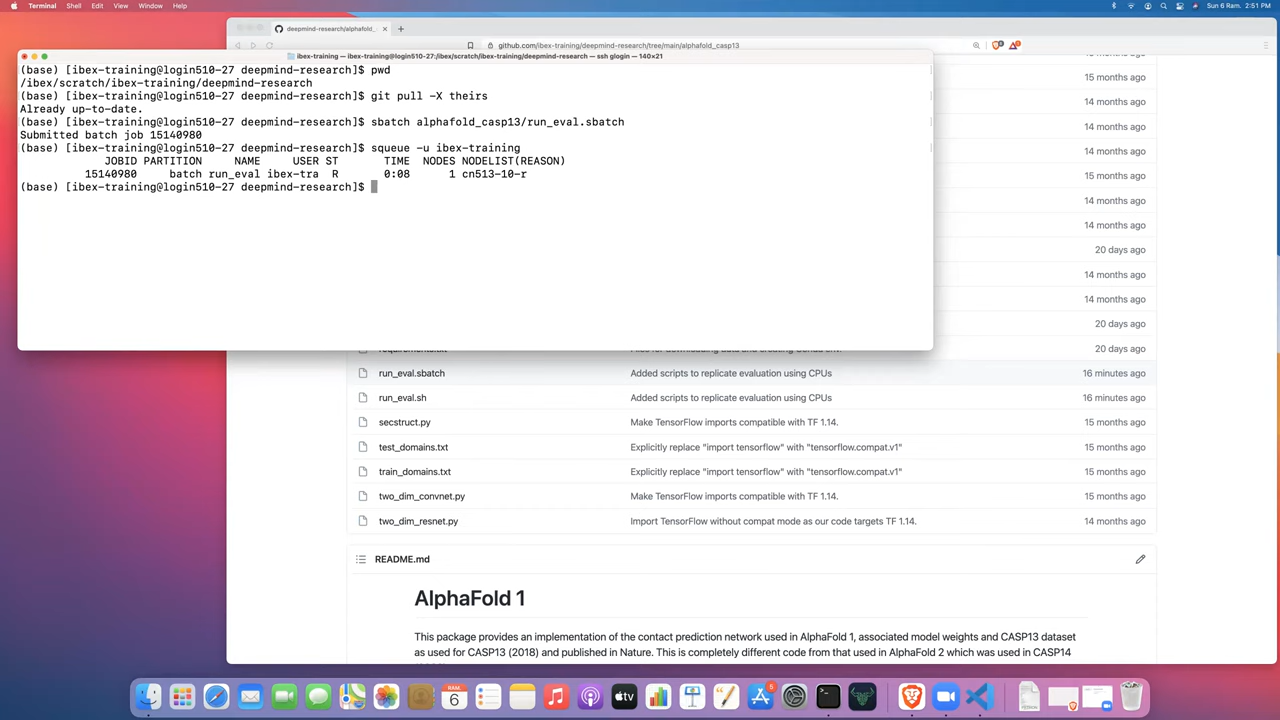 Terminal Shell Edit View Window Help
Sun 6 Ram. 2:51 PM
deepmind-research/alphafold_
github.com/ibex-training/deepmind-research/tree/main/alphafold_casp13
ibex-training — ibex-training@login510-27:/ibex/scratch/ibex-training/deepmind-research — ssh glogin — 140×21
(base) [ibex-training@login510-27 deepmind-research]$ pwd
/ibex/scratch/ibex-training/deepmind-research
(base) [ibex-training@login510-27 deepmind-research]$ git pull -X theirs
Already up-to-date.
(base) [ibex-training@login510-27 deepmind-research]$ sbatch alphafold_casp13/run_eval.sbatch
Submitted batch job 15140980
(base) [ibex-training@login510-27 deepmind-research]$ squeue -u ibex-training
JOBID PARTITION NAME USER ST TIME NODES NODELIST(REASON)
15140980 batch run_eval ibex-tra R 0:08 1 cn513-10-r
(base) [ibex-training@login510-27 deepmind-research]$
15 months ago
15 months ago
14 months ago
14 months ago
15 months ago
14 months ago
14 months ago
20 days ago
14 months ago
14 months ago
20 days ago
20 days ago
run_eval.sbatch Added scripts to replicate evaluation using CPUs 16 minutes ago
run_eval.sh Added scripts to replicate evaluation using CPUs 16 minutes ago
secstruct.py Make TensorFlow imports compatible with TF 1.14. 15 months ago
test_domains.txt Explicitly replace "import tensorflow" with "tensorflow.compat.v1" 15 months ago
train_domains.txt Explicitly replace "import tensorflow" with "tensorflow.compat.v1" 15 months ago
two_dim_convnet.py Make TensorFlow imports compatible with TF 1.14. 15 months ago
two_dim_resnet.py Import TensorFlow without compat mode as our code targets TF 1.14. 14 months ago
README.md
AlphaFold 1
This package provides an implementation of the contact prediction network used in AlphaFold 1, associated model weights and CASP13 dataset
as used for CASP13 (2018) and published in Nature. This is completely different code from that used in AlphaFold 2 which was used in CASP14
RAM.
6
tv
5